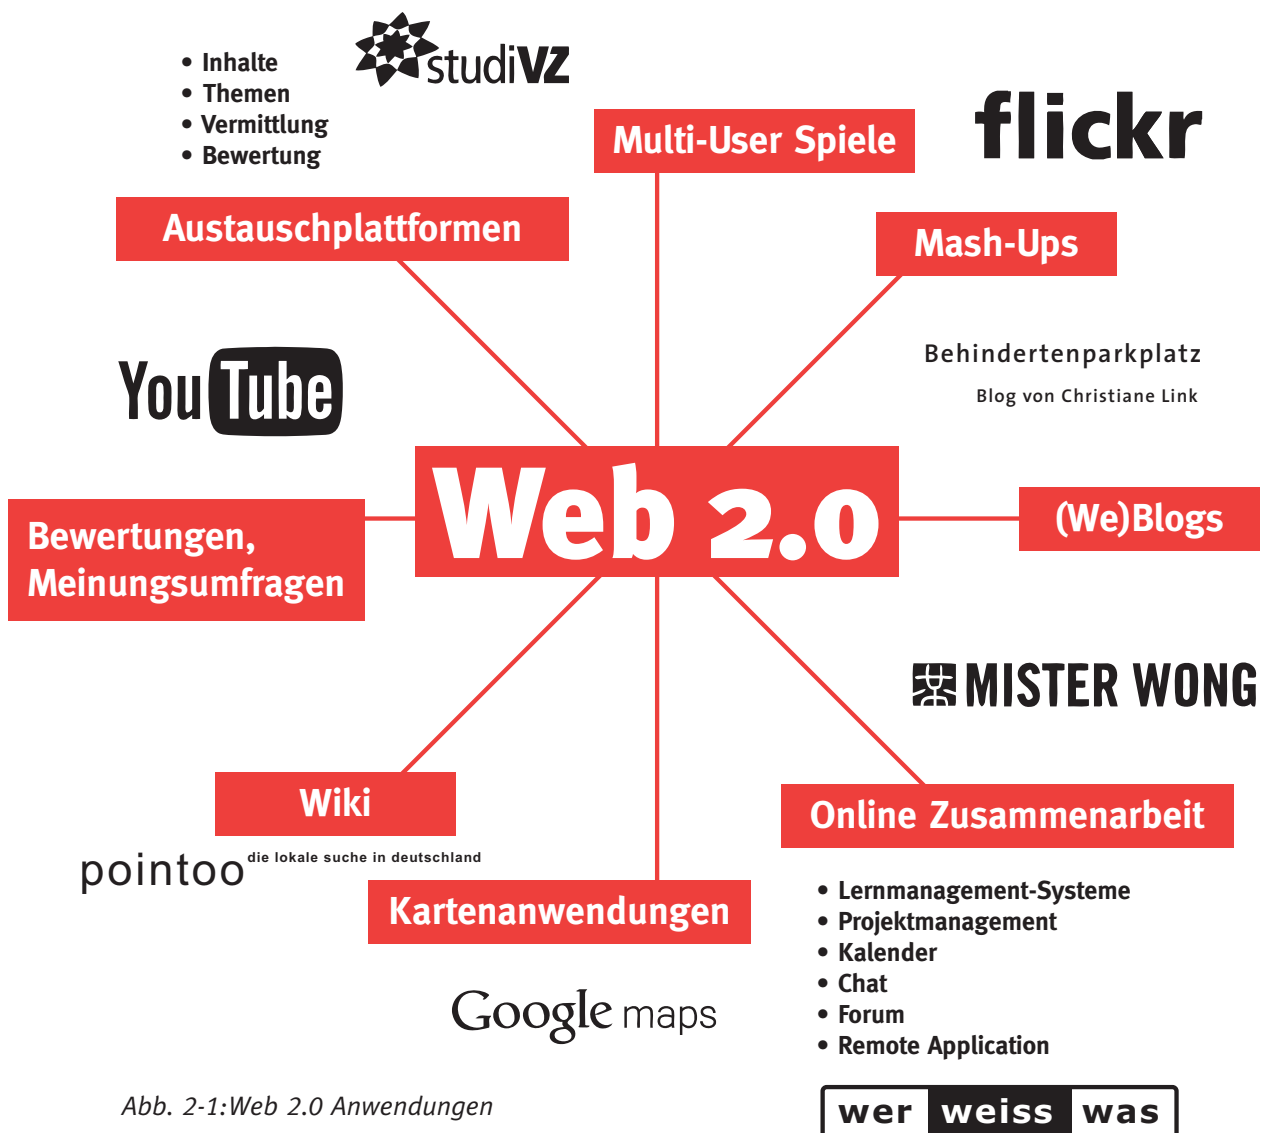 • Inhalte
• Themen
• Vermittlung
• Bewertung
studiVZ
Multi-User Spiele
flickr
Austauschplattformen
Mash-Ups
YouTube
Behindertenparkplatz
Blog von Christiane Link
Web 2.0
(We)Blogs
Bewertungen,
Meinungsumfragen
MISTER WONG
Wiki
Online Zusammenarbeit
pointoo die lokale suche in deutschland
Kartenanwendungen
• Lernmanagement-Systeme
• Projektmanagement
• Kalender
• Chat
• Forum
• Remote Application
Google maps
Abb. 2-1:Web 2.0 Anwendungen
wer weiss was